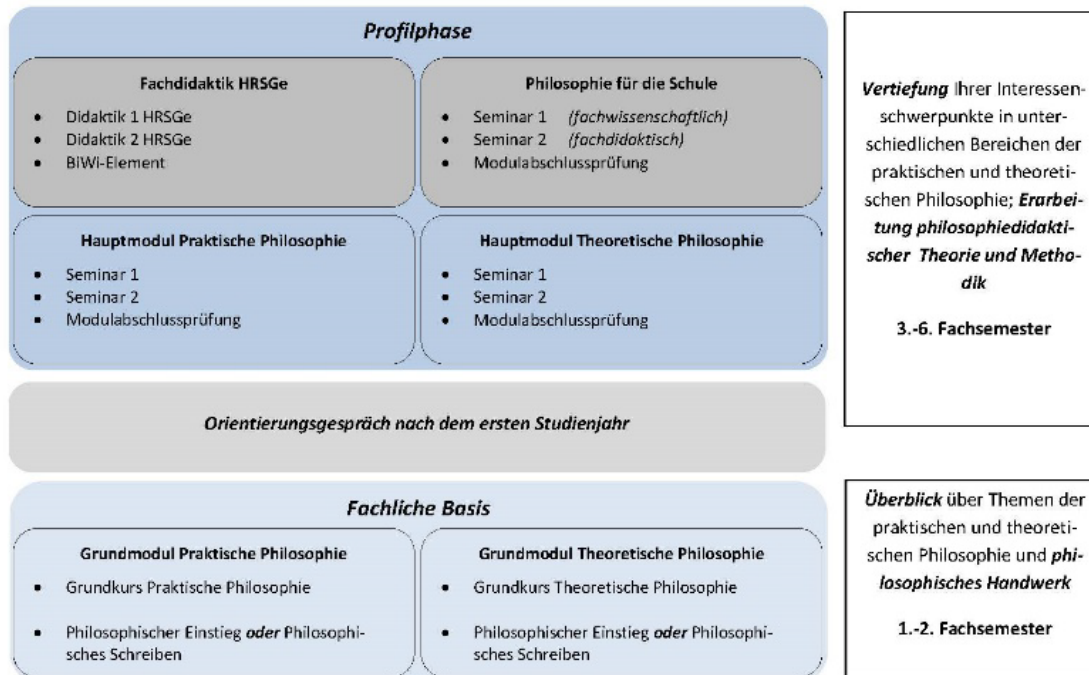 Profilphase
Fachdidaktik HRSGe
• Didaktik 1 HRSGe
• Didaktik 2 HRSGe
• BiWi-Element
Philosophie für die Schule
• Seminar 1 (fachwissenschaftlich)
• Seminar 2 (fachdidaktisch)
• Modulabschlussprüfung
Hauptmodul Praktische Philosophie
• Seminar 1
• Seminar 2
• Modulabschlussprüfung
Hauptmodul Theoretische Philosophie
• Seminar 1
• Seminar 2
• Modulabschlussprüfung
Vertiefung Ihrer Interessen-
schwerpunkte in unter-
schiedlichen Bereichen der
praktischen und theoreti-
schen Philosophie; Erarbei-
tung philosophiedidakti-
scher Theorie und Metho-
dik
3.-6. Fachsemester
Orientierungsgespräch nach dem ersten Studienjahr
Fachliche Basis
Grundmodul Praktische Philosophie
• Grundkurs Praktische Philosophie
• Philosophischer Einstieg oder Philosophi-
sches Schreiben
Grundmodul Theoretische Philosophie
• Grundkurs Theoretische Philosophie
• Philosophischer Einstieg oder Philosophi-
sches Schreiben
Überblick über Themen der
praktischen und theoreti-
schen Philosophie und phi-
losophisches Handwerk
1.-2. Fachsemester